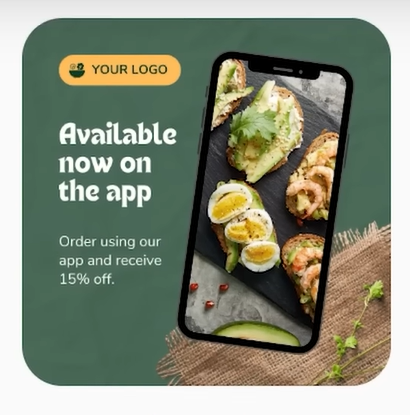 YOUR LOGO
Available
now on
the app
Order using our
app and receive
15% off.